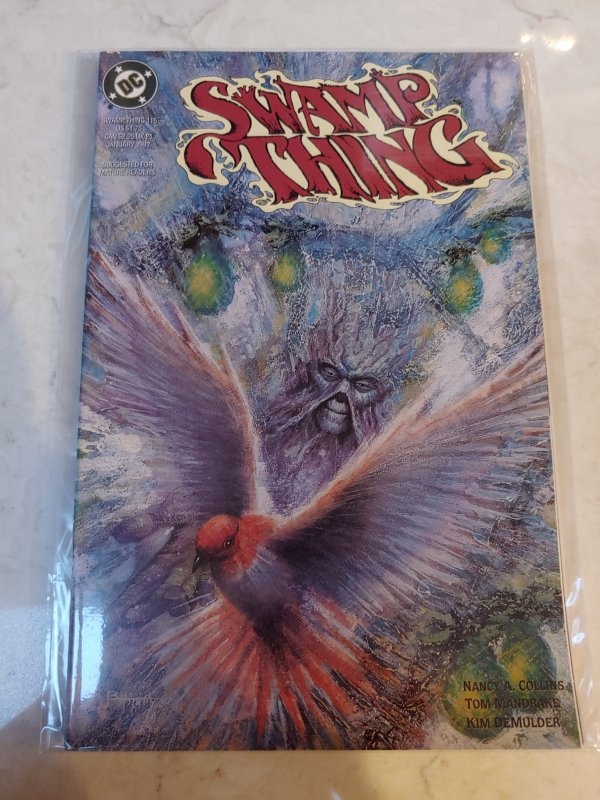 DC
SWAMP THING
SWAMP THING 115
US $1.75
CAN $2.25 UK £1
JANUARY 1992
SUGGESTED FOR
MATURE READERS
NANCY A. COLLINS
TOM MANDRAKE
KIM DEMULDER